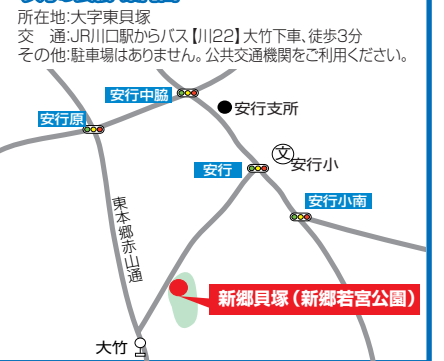 所在地:大字東貝塚
交　通:JR川口駅からバス【川22】大竹下車、徒歩3分
その他:駐車場はありません。公共交通機関をご利用ください。
安行中脇
安行支所
安行原
文
安行小
安行
安行小南
東本郷赤山通
新郷貝塚（新郷若宮公園）
大竹